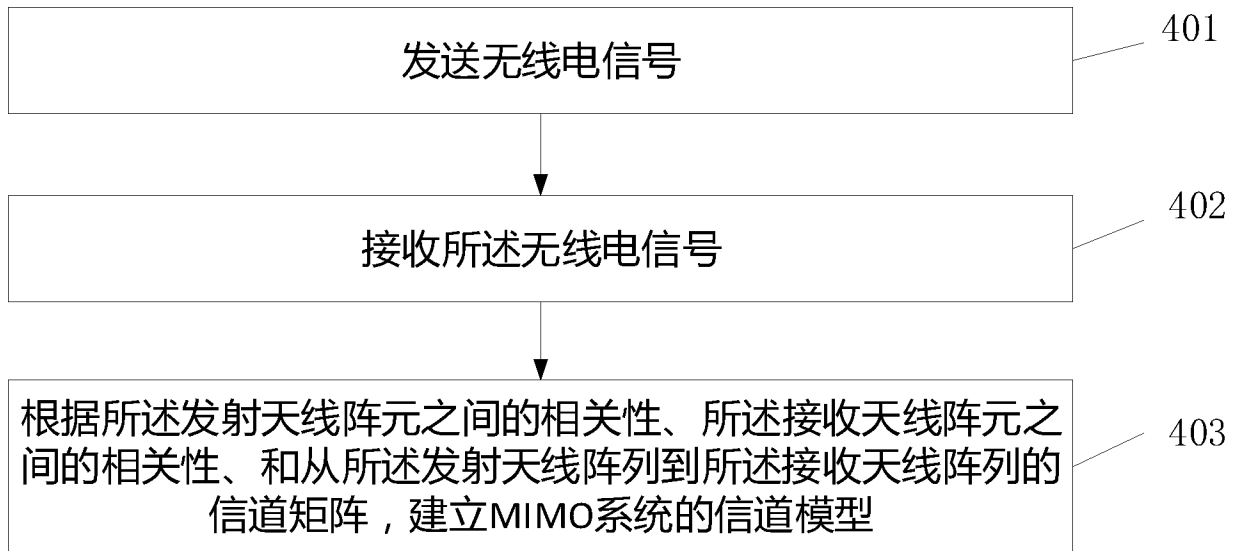 发送无线电信号
401
接收所述无线电信号
402
根据所述发射天线阵元之间的相关性、所述接收天线阵元之
间的相关性、和从所述发射天线阵列到所述接收天线阵列的
信道矩阵，建立MIMO系统的信道模型
403